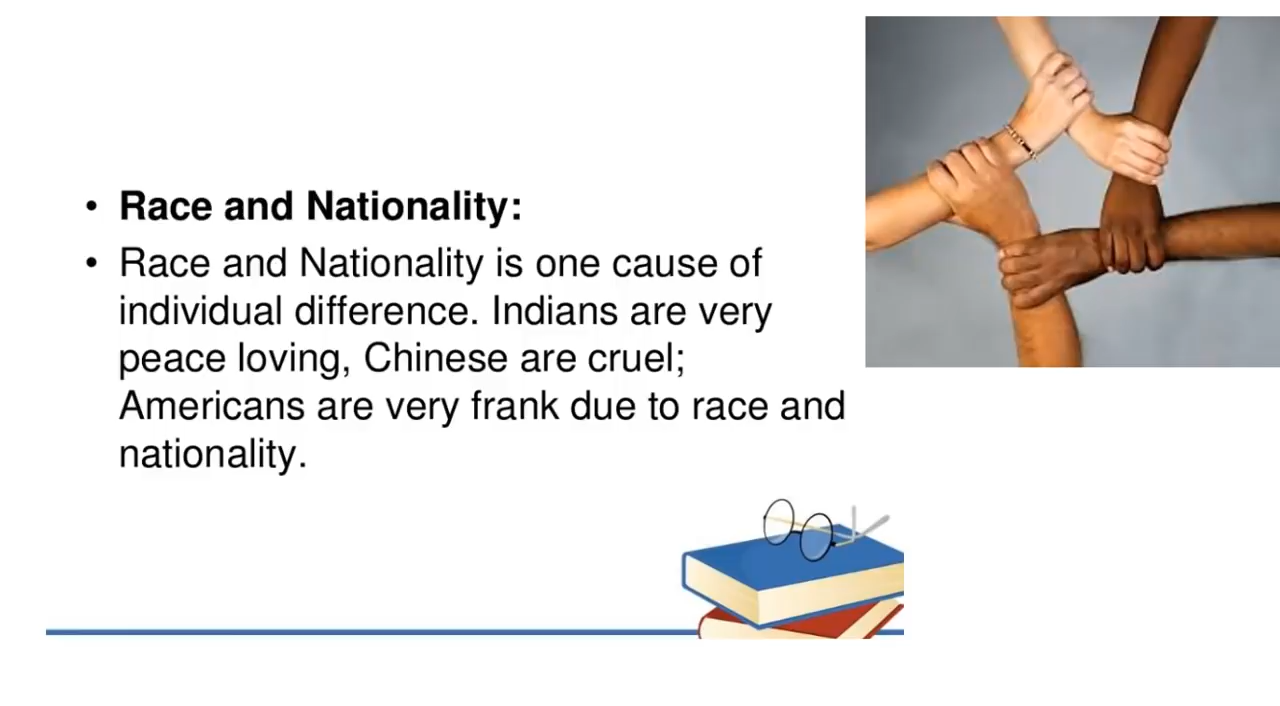 • Race and Nationality:
• Race and Nationality is one cause of
individual difference. Indians are very
peace loving, Chinese are cruel;
Americans are very frank due to race and
nationality.